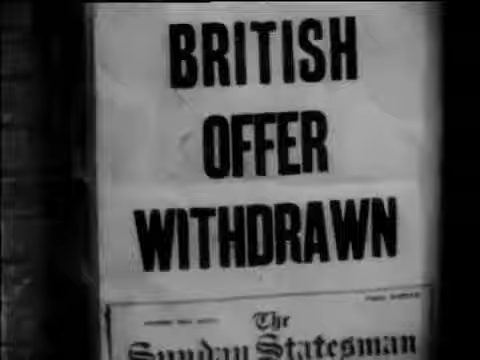 BRITISH
OFFER
WITHDRAWN
The
Sunday Statesman